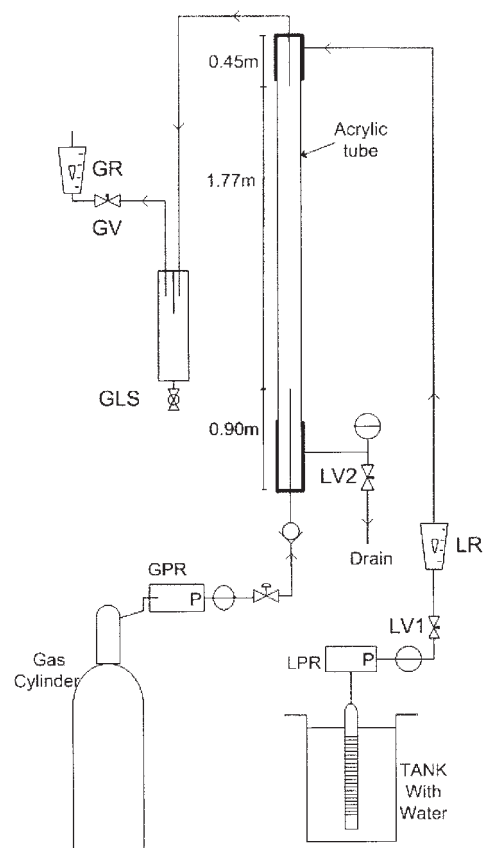 0.45m
Acrylic
tube
1.77m
GR
GV
GLS
0.90m
LV2
Drain
LR
GPR
P
LV1
LPR
P
Gas
Cylinder
TANK
With
Water